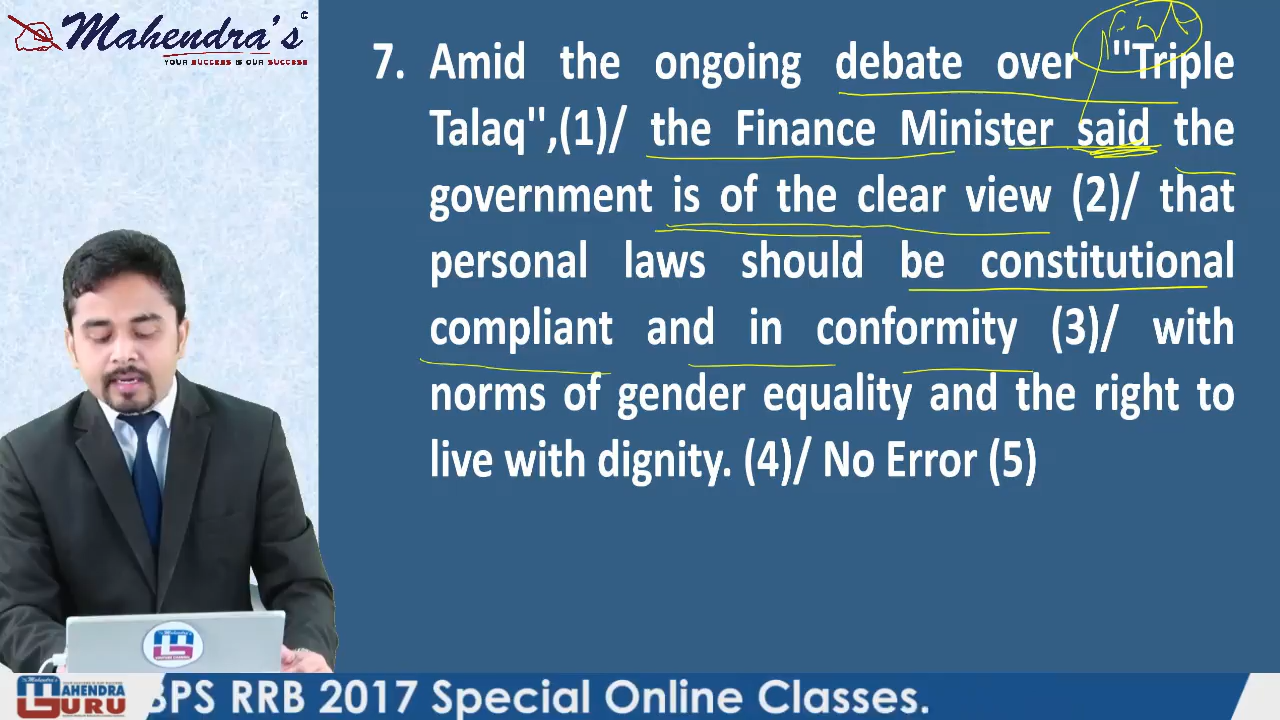 Mahendra's
YOUR SUCCESS IS OUR SUCCESS
7. Amid the ongoing debate over "Triple
Talaq",(1)/ the Finance Minister said the
government is of the clear view (2)/ that
personal laws should be constitutional
compliant and in conformity (3)/ with
norms of gender equality and the right to
live with dignity. (4)/ No Error (5)
Mahendra's
MAHENDRA
GURU
BPS RRB 2017 Special Online Classes.